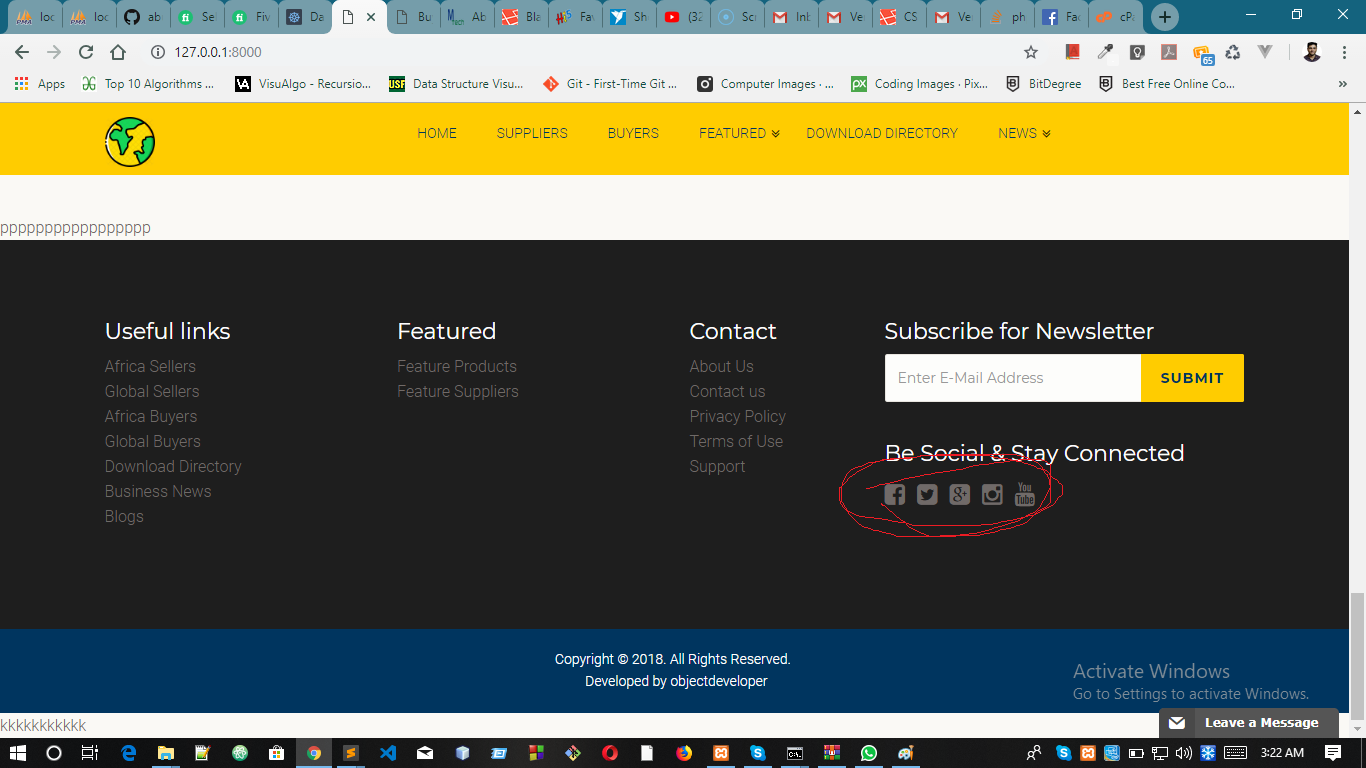 loc
loc
ab
Se
Fiv
Da
Bu
Ab
Bla
Fav
Sh
(32
Sc
Inb
Ve
CS
Ve
ph
Fac
cPa
127.0.0.1:8000
65
Apps
Top 10 Algorithms ...
VisuAlgo - Recursio...
Data Structure Visu...
Git - First-Time Git ...
Computer Images · ...
Coding Images · Pix...
BitDegree
Best Free Online Co...
»
HOME SUPPLIERS BUYERS FEATURED DOWNLOAD DIRECTORY NEWS
ppppppppppppppppp
Useful links
Africa Sellers
Global Sellers
Africa Buyers
Global Buyers
Download Directory
Business News
Blogs
Featured
Feature Products
Feature Suppliers
Contact
About Us
Contact us
Privacy Policy
Terms of Use
Support
Subscribe for Newsletter
Enter E-Mail Address SUBMIT
Be Social & Stay Connected
You
Tube
Copyright © 2018. All Rights Reserved.
Developed by objectdeveloper
Activate Windows
Go to Settings to activate Windows.
kkkkkkkkkkk
Leave a Message
3:22 AM